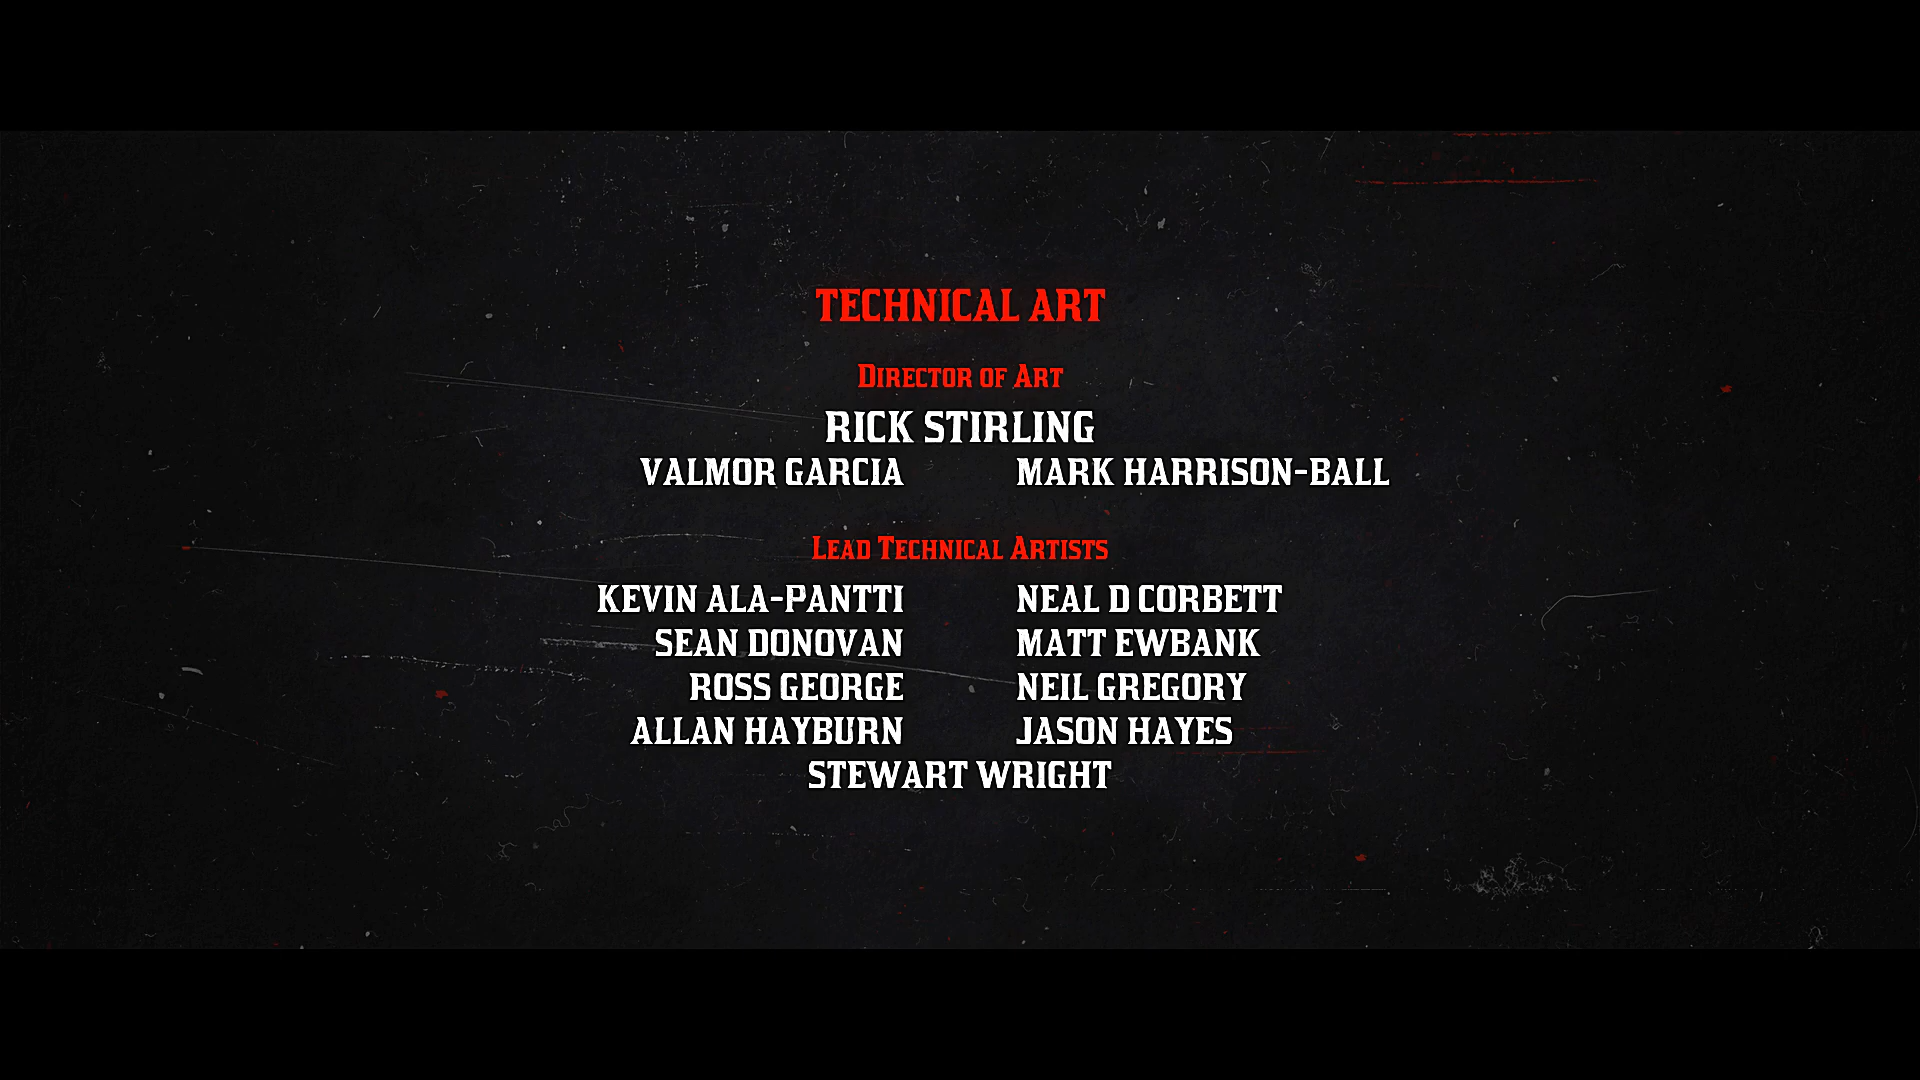 TECHNICAL ART
DIRECTOR OF ART
RICK STIRLING
VALMOR GARCIA MARK HARRISON-BALL
LEAD TECHNICAL ARTISTS
KEVIN ALA-PANTTI NEAL D CORBETT
SEAN DONOVAN MATT EWBANK
ROSS GEORGE NEIL GREGORY
ALLAN HAYBURN JASON HAYES
STEWART WRIGHT